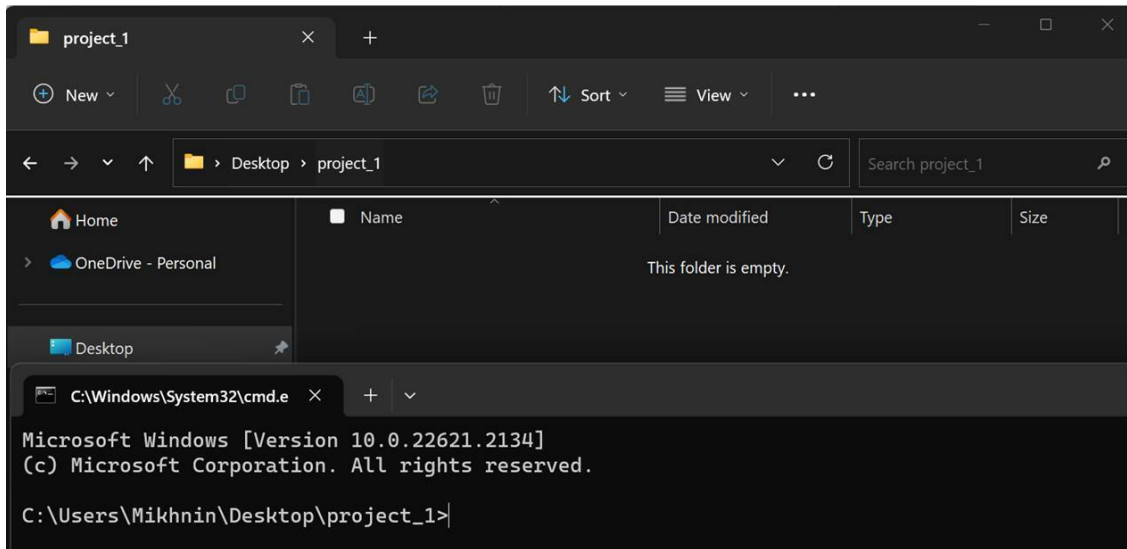 project_1
New
Sort
View
Desktop > project_1
Search project_1
Home
Name
Date modified
Type
Size
OneDrive - Personal
This folder is empty.
Desktop
C:\Windows\System32\cmd.e
Microsoft Windows [Version 10.0.22621.2134]
(c) Microsoft Corporation. All rights reserved.
C:\Users\Mikhnin\Desktop\project_1>